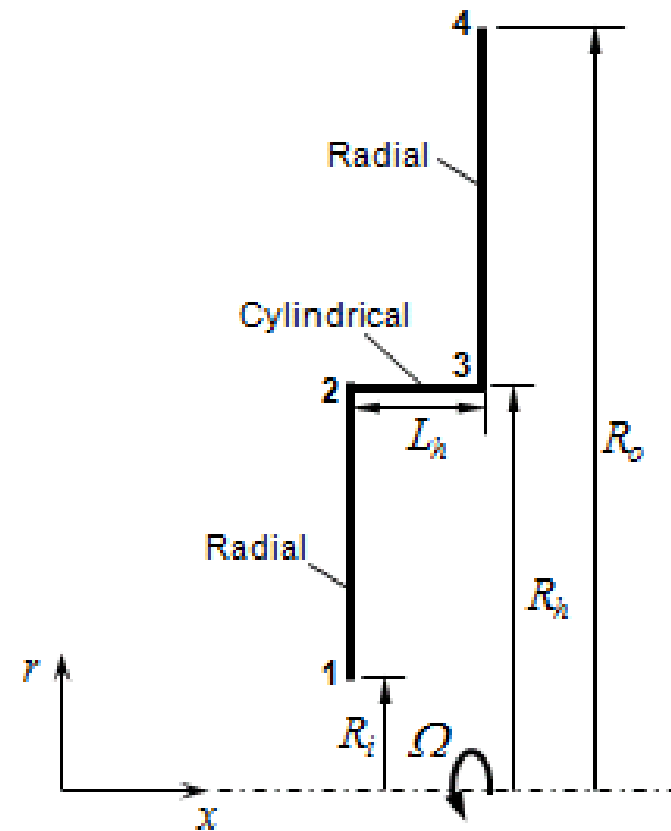 4
Radial
Cylindrical
3
2
L_h
R_o
Radial
R_h
r
1
R_i
Ω
x